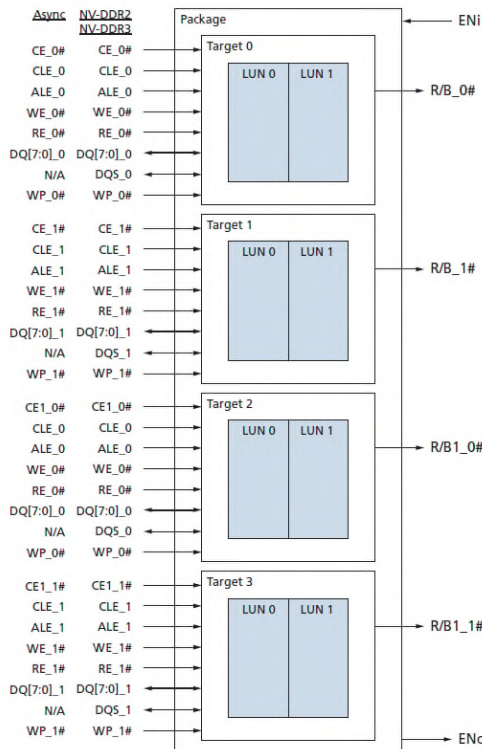 Async NV-DDR2
NV-DDR3
Package
ENi
Target 0
CE_0# CE_0#
CLE_0 CLE_0
ALE_0 ALE_0
WE_0# WE_0#
RE_0# RE_0#
DQ[7:0]_0 DQ[7:0]_0
N/A DQS_0
WP_0# WP_0#
LUN 0 LUN 1
R/B_0#
Target 1
CE_1# CE_1#
CLE_1 CLE_1
ALE_1 ALE_1
WE_1# WE_1#
RE_1# RE_1#
DQ[7:0]_1 DQ[7:0]_1
N/A DQS_1
WP_1# WP_1#
LUN 0 LUN 1
R/B_1#
Target 2
CE1_0# CE1_0#
CLE_0 CLE_0
ALE_0 ALE_0
WE_0# WE_0#
RE_0# RE_0#
DQ[7:0]_0 DQ[7:0]_0
N/A DQS_0
WP_0# WP_0#
LUN 0 LUN 1
R/B1_0#
Target 3
CE1_1# CE1_1#
CLE_1 CLE_1
ALE_1 ALE_1
WE_1# WE_1#
RE_1# RE_1#
DQ[7:0]_1 DQ[7:0]_1
N/A DQS_1
WP_1# WP_1#
LUN 0 LUN 1
R/B1_1#
ENo